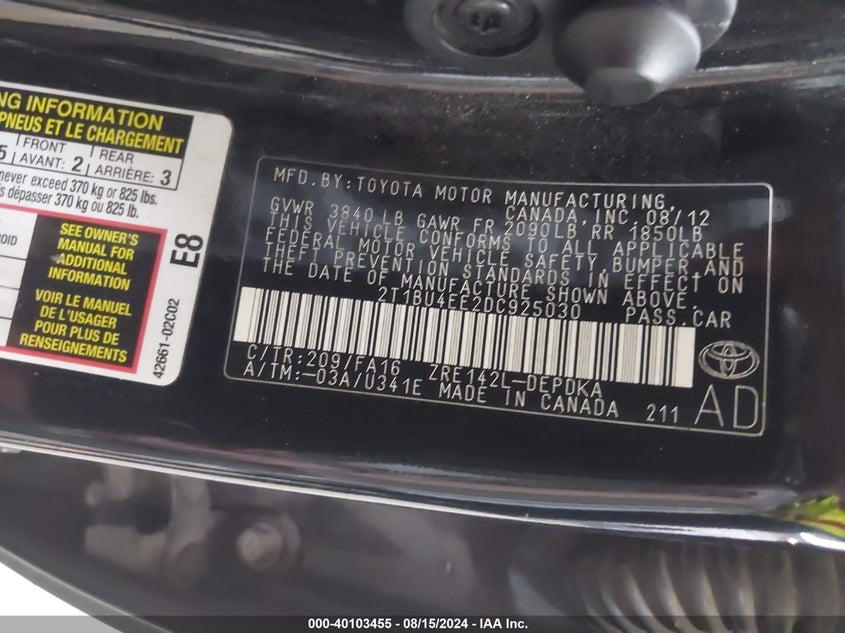 NG INFORMATION
PNEUS ET LE CHARGEMENT
5 FRONT REAR
AVANT: 2 ARRIÈRE: 3
never exceed 370 kg or 825 lbs.
dépasser 370 kg ou 825 lb.
SEE OWNER'S
MANUAL FOR
ADDITIONAL
INFORMATION
VOIR LE MANUEL
DE L'USAGER
POUR PLUS DE
RENSEIGNEMENTS
E8
42661-02C02
MFD.BY:TOYOTA MOTOR MANUFACTURING,
CANADA,INC.08/12
GVWR 3840 LB GAWR FR 2090LB RR 1850LB
THIS VEHICLE CONFORMS TO ALL APPLICABLE
FEDERAL MOTOR VEHICLE SAFETY,BUMPER,AND
THEFT PREVENTION STANDARDS IN EFFECT ON
THE DATE OF MANUFACTURE SHOWN ABOVE.
2T1BU4EE2DC925030 PASS.CAR
C/TR:209/FA16 ZRE142L-DEPDKA
A/TM:-03A/U341E MADE IN CANADA 211
AD
000-40103455 - 08/15/2024 - IAA Inc.